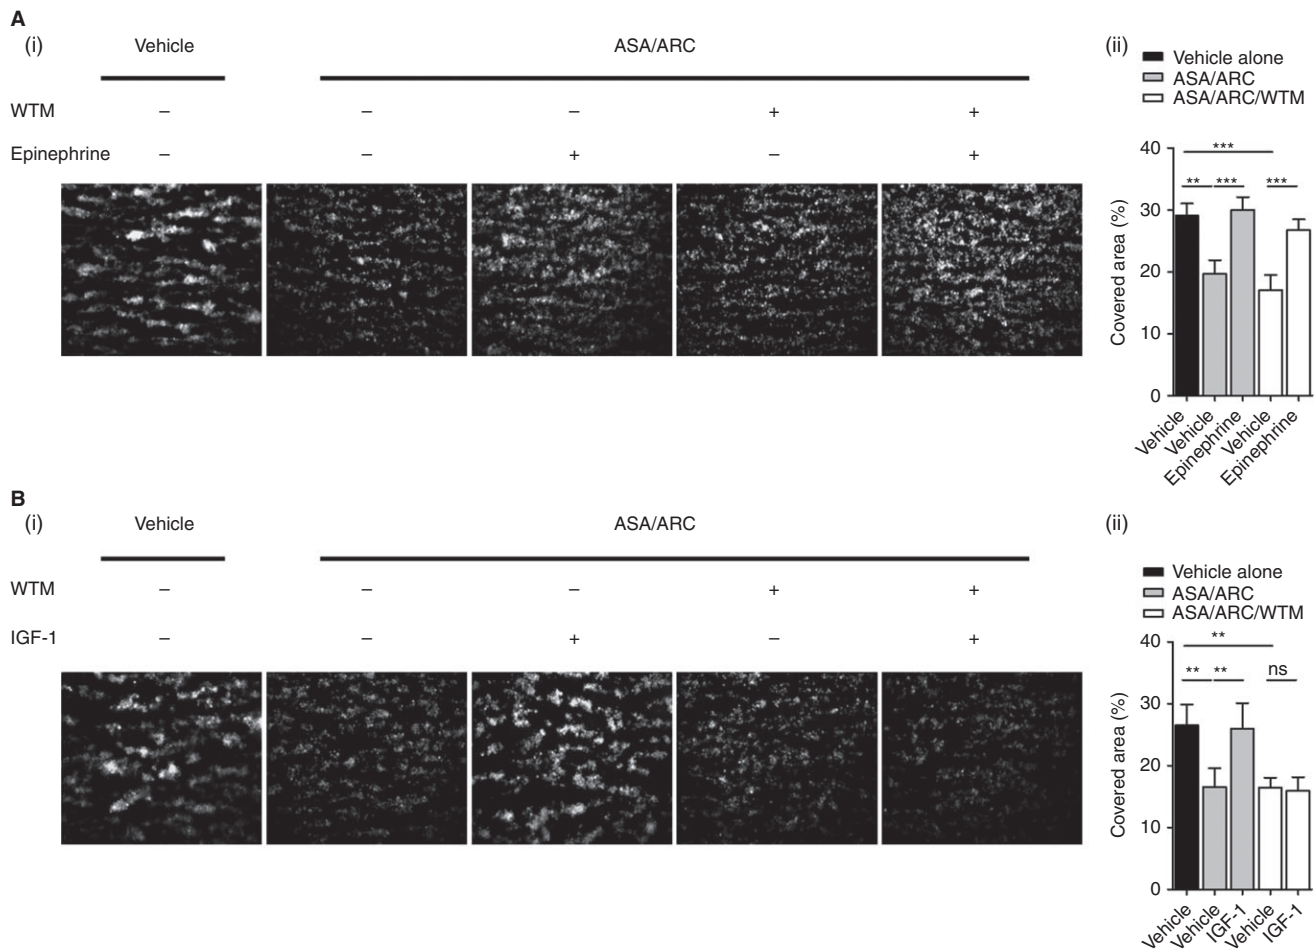 A
(i)
Vehicle
ASA/ARC
WTM
– – – + +
Epinephrine
– – + – +
(ii)
Vehicle alone
ASA/ARC
ASA/ARC/WTM
***
** *** ***
40
30
20
10
0
Covered area (%)
Vehicle
Vehicle
Epinephrine
Vehicle
Epinephrine
B
(i)
Vehicle
ASA/ARC
WTM
– – – + +
IGF-1
– – + – +
(ii)
Vehicle alone
ASA/ARC
ASA/ARC/WTM
**
** ** ns
40
30
20
10
0
Covered area (%)
Vehicle
Vehicle
IGF-1
Vehicle
IGF-1